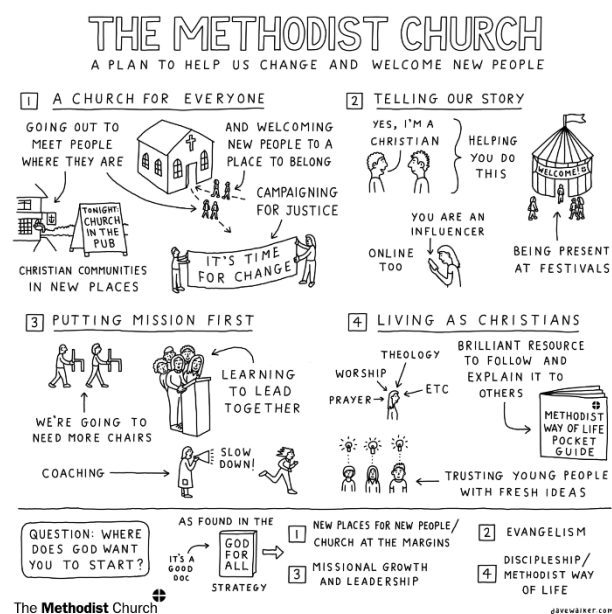 THE METHODIST CHURCH
A PLAN TO HELP US CHANGE AND WELCOME NEW PEOPLE
1 A CHURCH FOR EVERYONE
GOING OUT TO
MEET PEOPLE
WHERE THEY ARE
AND WELCOMING
NEW PEOPLE TO A
PLACE TO BELONG
TONIGHT:
CHURCH
IN THE
PUB
CHRISTIAN COMMUNITIES
IN NEW PLACES
CAMPAIGNING
FOR JUSTICE
IT'S TIME
FOR CHANGE
2 TELLING OUR STORY
YES, I'M A
CHRISTIAN
HELPING
YOU DO
THIS
WELCOME!
YOU ARE AN
INFLUENCER
ONLINE
TOO
BEING PRESENT
AT FESTIVALS
3 PUTTING MISSION FIRST
WE'RE GOING TO
NEED MORE CHAIRS
LEARNING
TO LEAD
TOGETHER
COACHING
SLOW
DOWN!
4 LIVING AS CHRISTIANS
THEOLOGY
WORSHIP
PRAYER
ETC
BRILLIANT RESOURCE
TO FOLLOW AND
EXPLAIN IT TO
OTHERS
METHODIST
WAY OF LIFE
POCKET
GUIDE
TRUSTING YOUNG PEOPLE
WITH FRESH IDEAS
QUESTION: WHERE
DOES GOD WANT
YOU TO START?
AS FOUND IN THE
IT'S A
GOOD
DOC
GOD
FOR
ALL
STRATEGY
1 NEW PLACES FOR NEW PEOPLE/
CHURCH AT THE MARGINS
2 EVANGELISM
3 MISSIONAL GROWTH
AND LEADERSHIP
4 DISCIPLESHIP/
METHODIST WAY
OF LIFE
The Methodist Church
davewalker.com